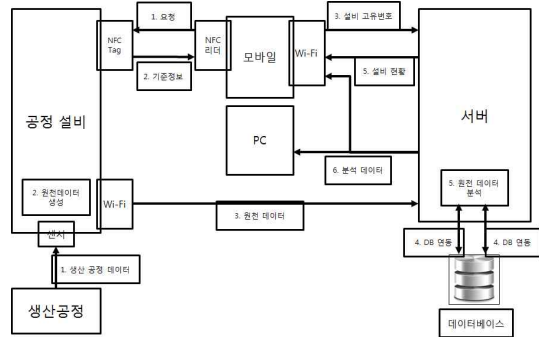 1. 요청
3. 설비 고유번호
NFC
Tag
NFC
리더
모바일
Wi-Fi
2. 기준정보
5. 설비 현황
공정 설비
서버
PC
6. 분석 데이터
2. 원천데이터
생성
Wi-Fi
5. 원천 데이터
분석
3. 원천 데이터
센서
4. DB 연동
4. DB 연동
1. 생산 공정 데이터
생산공정
데이터베이스